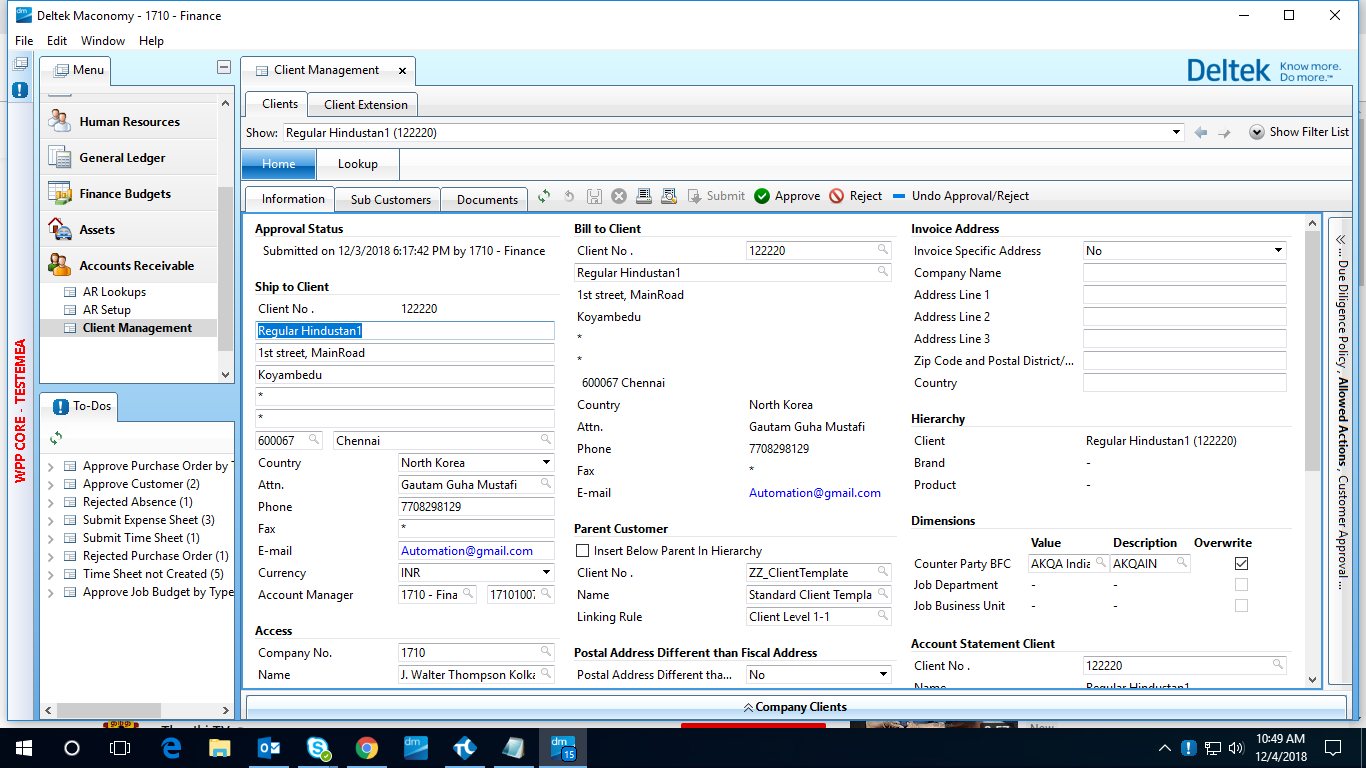 Deltek Maconomy - 1710 - Finance
File Edit Window Help
Menu
Client Management
Deltek Know more. Do more.™
Clients Client Extension
Show: Regular Hindustan1 (122220) Show Filter List
Home Lookup
Information Sub Customers Documents Submit Approve Reject Undo Approval/Reject
Human Resources
General Ledger
Finance Budgets
Assets
Accounts Receivable
AR Lookups
AR Setup
Client Management
WPP CORE - TESTEMEA
To-Dos
Approve Purchase Order by
Approve Customer (2)
Rejected Absence (1)
Submit Expense Sheet (3)
Submit Time Sheet (1)
Rejected Purchase Order (1)
Time Sheet not Created (5)
Approve Job Budget by Type
Approval Status
Submitted on 12/3/2018 6:17:42 PM by 1710 - Finance
Ship to Client
Client No . 122220
Regular Hindustan1
1st street, MainRoad
Koyambedu
*
*
600067 Chennai
Country North Korea
Attn. Gautam Guha Mustafi
Phone 7708298129
Fax *
E-mail Automation@gmail.com
Currency INR
Account Manager 1710 - Fina 17101007
Access
Company No. 1710
Name J. Walter Thompson Kolka
Bill to Client
Client No . 122220
Regular Hindustan1
1st street, MainRoad
Koyambedu
*
*
600067 Chennai
Country North Korea
Attn. Gautam Guha Mustafi
Phone 7708298129
Fax *
E-mail Automation@gmail.com
Parent Customer
Insert Below Parent In Hierarchy
Client No . ZZ_ClientTemplate
Name Standard Client Templa
Linking Rule Client Level 1-1
Postal Address Different than Fiscal Address
Postal Address Different tha... No
Invoice Address
Invoice Specific Address No
Company Name
Address Line 1
Address Line 2
Address Line 3
Zip Code and Postal District/...
Country
Hierarchy
Client Regular Hindustan1 (122220)
Brand -
Product -
Dimensions
Value Description Overwrite
Counter Party BFC AKQA India AKQAIN
Job Department - -
Job Business Unit - -
Account Statement Client
Client No . 122220
Name Regular Hindustan1
... Due Diligence Policy , Allowed Actions , Customer Approval ...
Company Clients
15
10:49 AM
12/4/2018